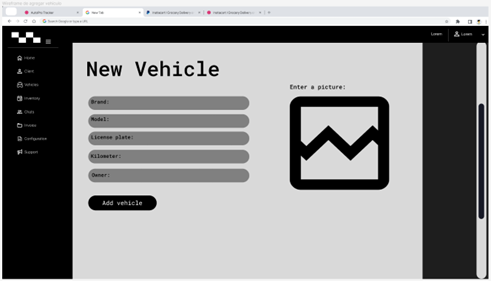 New Tab
Search Google or type a URL
Lorem
Lorem
Home
Client
Vehicles
Inventory
Chats
Invoice
Configuration
Support
New Vehicle
Enter a picture:
Brand:
Model:
License plate:
Kilometer:
Owner:
Add vehicle